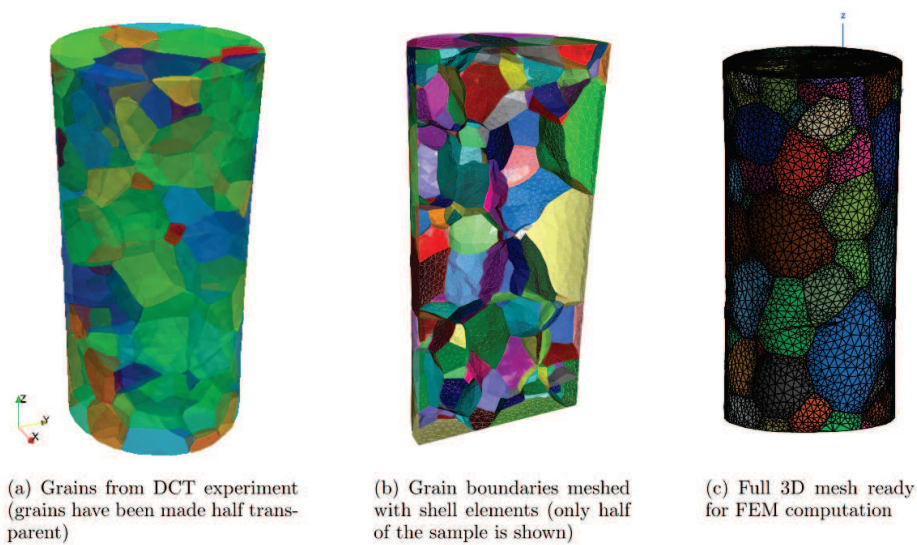 z
Z
Y
X
(a) Grains from DCT experiment
(grains have been made half trans-
parent)
(b) Grain boundaries meshed
with shell elements (only half
of the sample is shown)
(c) Full 3D mesh ready
for FEM computation